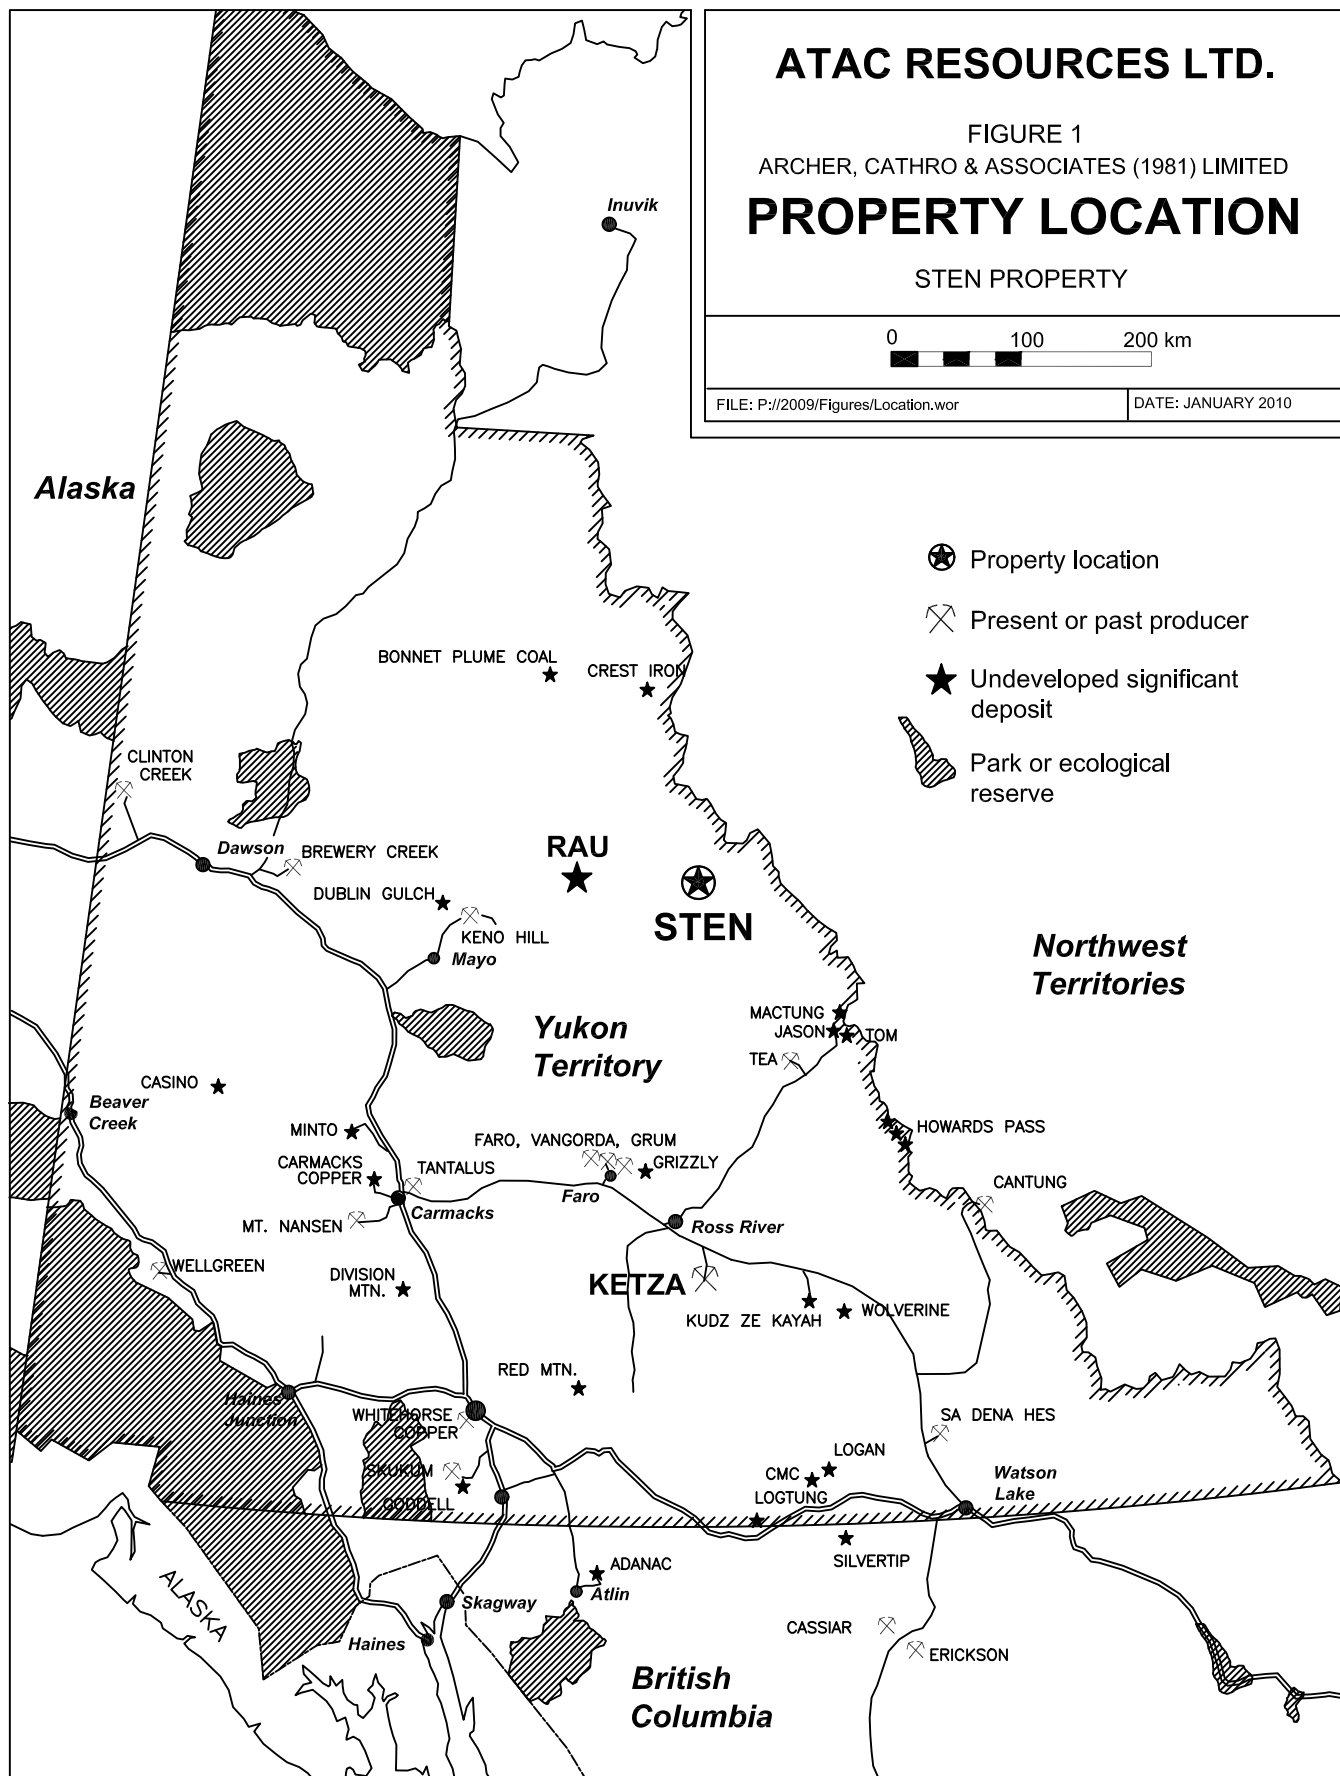 ATAC RESOURCES LTD.
FIGURE 1
ARCHER, CATHRO & ASSOCIATES (1981) LIMITED
PROPERTY LOCATION
STEN PROPERTY
0 100 200 km
FILE: P://2009/Figures/Location.wor
DATE: JANUARY 2010
Inuvik
Alaska
Property location
Present or past producer
Undeveloped significant
deposit
Park or ecological
reserve
BONNET PLUME COAL
CREST IRON
CLINTON
CREEK
Dawson
BREWERY CREEK
RAU
DUBLIN GULCH
STEN
KENO HILL
Mayo
Northwest
Territories
Yukon
Territory
MACTUNG
JASON
TOM
TEA
CASINO
Beaver
Creek
MINTO
HOWARDS PASS
FARO, VANGORDA, GRUM
GRIZZLY
CARMACKS
COPPER
TANTALUS
CANTUNG
Faro
Carmacks
MT. NANSEN
Ross River
WELLGREEN
DIVISION
MTN.
KETZA
KUDZ ZE KAYAH
WOLVERINE
RED MTN.
Haines
Junction
WHITEHORSE
COPPER
SA DENA HES
LOGAN
SKUKUM
CMC
Watson
Lake
GODDELL
LOGTUNG
SILVERTIP
ADANAC
ALASKA
Skagway
Atlin
Haines
CASSIAR
ERICKSON
British
Columbia